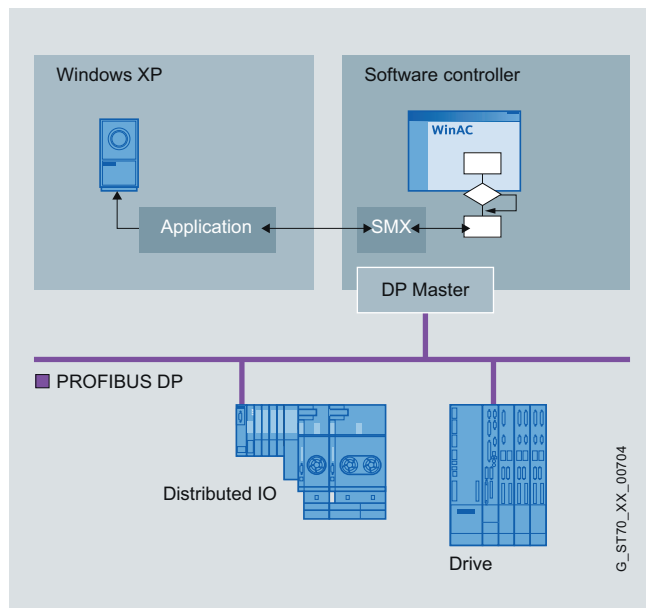 Windows XP
Software controller
WinAC
Application
SMX
DP Master
PROFIBUS DP
Distributed IO
Drive
G_ST70_XX_00704